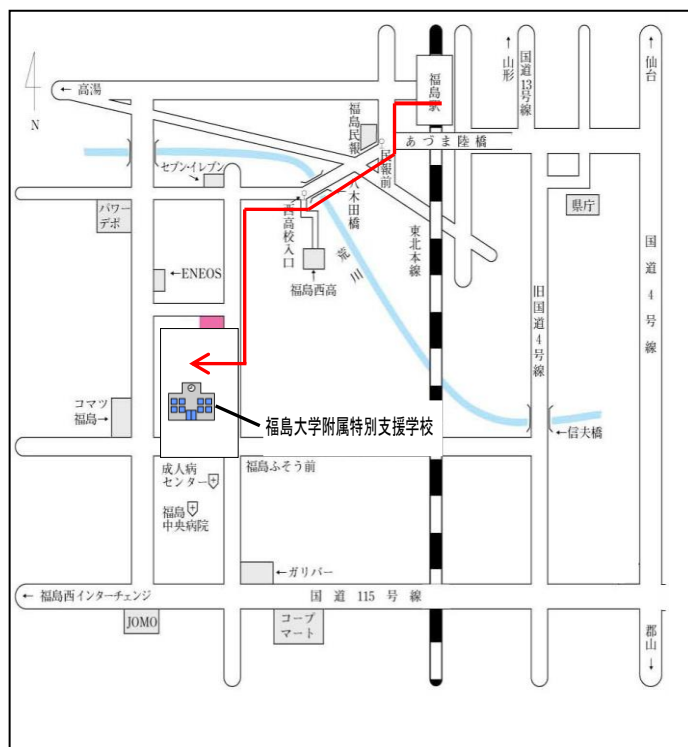 ←高湯
N
福島民報
福島駅
↑山形
国道13号線
↑仙台
あづま陸橋
民報前
セブン-イレブン
八木田橋
西高校入口
パワー
デポ
県庁
←ENEOS
↑
福島西高
荒川
東北本線
旧国道4号線
国道4号線
コマツ
福島→
福島大学附属特別支援学校
←信夫橋
成人病
センター
福島ふそう前
福島
中央病院
←ガリバー
←福島西インターチェンジ
国道115号線
JOMO
コープ
マート
郡山
↓